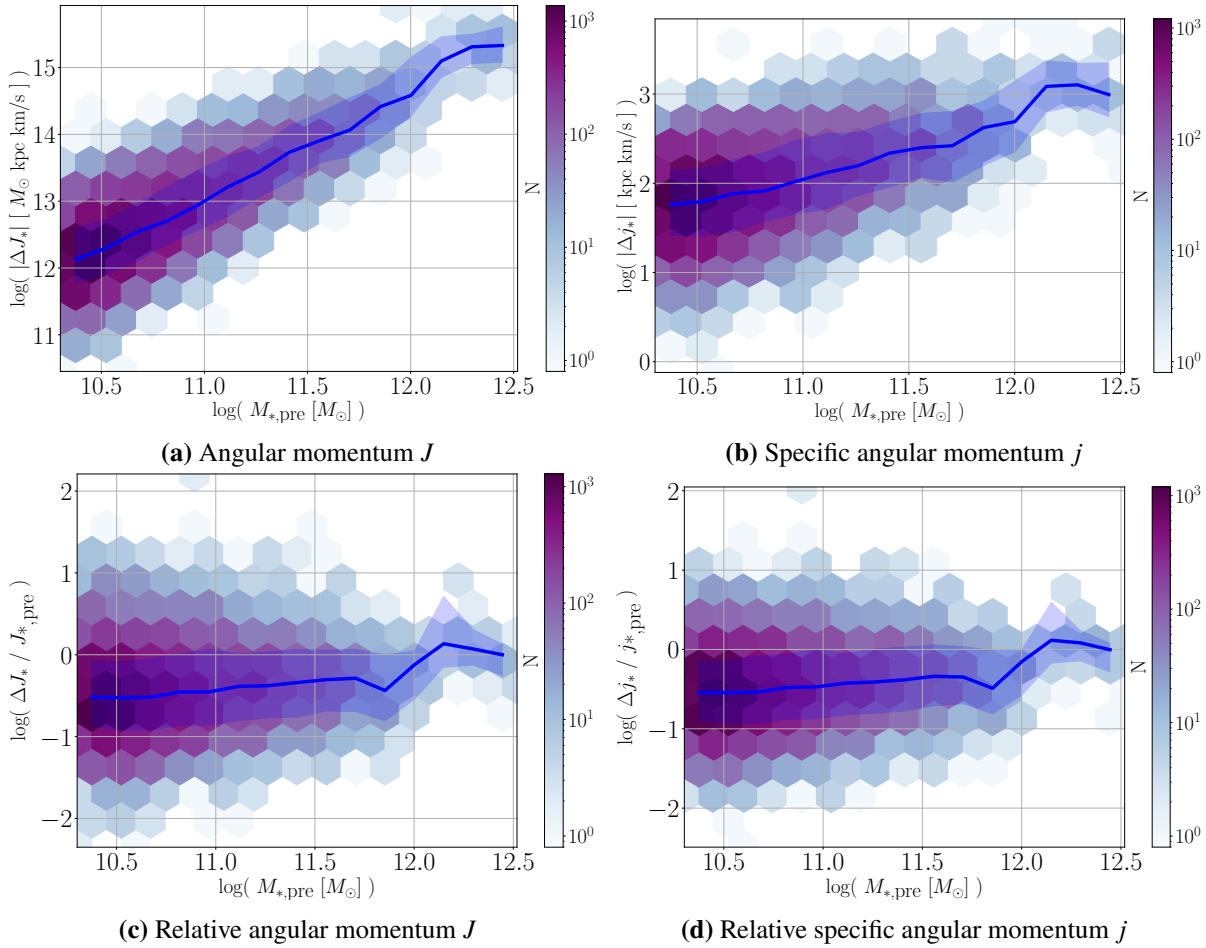 log( |ΔJ*| [ M⊙ kpc km/s ] )
15
14
13
12
11
10.5 11.0 11.5 12.0 12.5
log( M*,pre [M⊙] )
10³
10²
10¹
10⁰
N
(a) Angular momentum J
log( |Δj*| [ kpc km/s ] )
3
2
1
0
10.5 11.0 11.5 12.0 12.5
log( M*,pre [M⊙] )
10³
10²
10¹
10⁰
N
(b) Specific angular momentum j
log( ΔJ* / J*,pre )
2
1
0
−1
−2
10.5 11.0 11.5 12.0 12.5
log( M*,pre [M⊙] )
10³
10²
10¹
10⁰
N
(c) Relative angular momentum J
log( Δj* / j*,pre )
2
1
0
−1
−2
10.5 11.0 11.5 12.0 12.5
log( M*,pre [M⊙] )
10³
10²
10¹
10⁰
N
(d) Relative specific angular momentum j